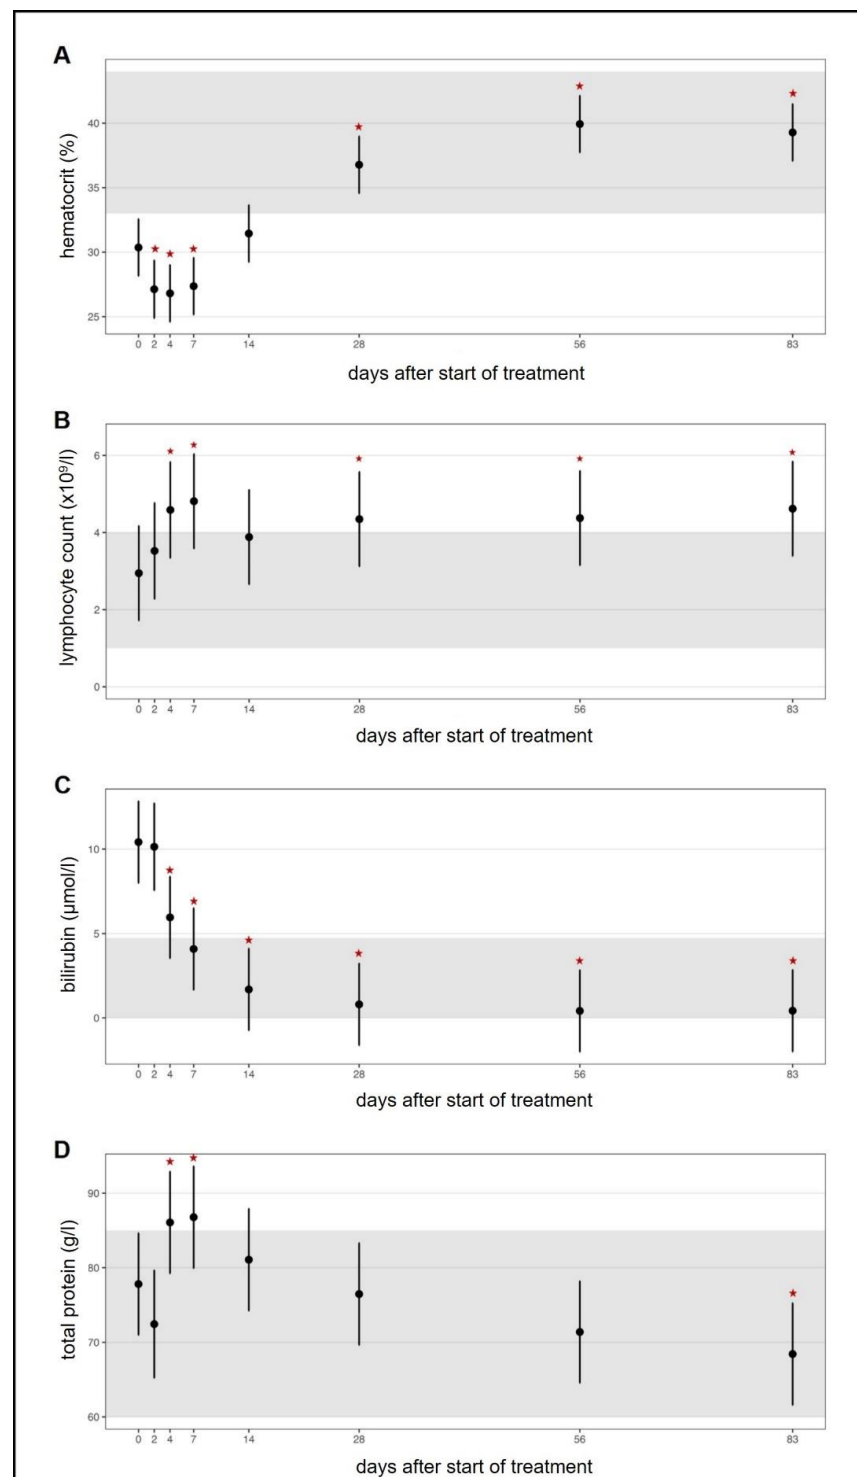 A
hematocrit (%)
40
35
30
25
0 2 4 7 14 28 56 83
days after start of treatment
B
lymphocyte count (x10⁹/l)
6
4
2
0
0 2 4 7 14 28 56 83
days after start of treatment
C
bilirubin (µmol/l)
10
5
0
0 2 4 7 14 28 56 83
days after start of treatment
D
total protein (g/l)
90
80
70
60
0 2 4 7 14 28 56 83
days after start of treatment